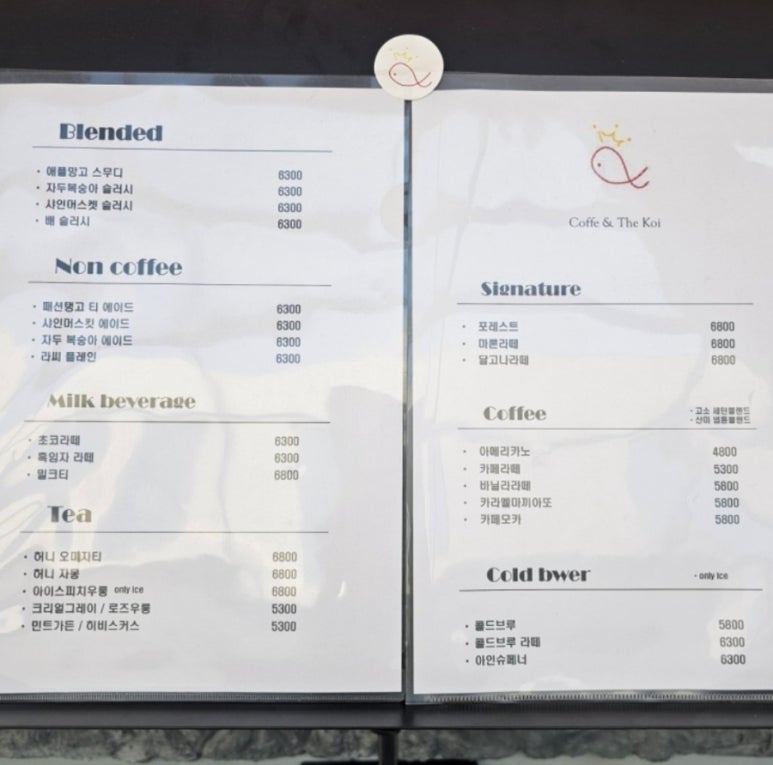 Blended
• 애플망고 스무디 6300
• 자두복숭아 슬러시 6300
• 샤인머스켓 슬러시 6300
• 배 슬러시 6300
Non coffee
• 패션망고 티 에이드 6300
• 샤인머스킷 에이드 6300
• 자두 복숭아 에이드 6300
• 라씨 플레인 6300
Milk beverage
• 초코라떼 6300
• 흑임자 라떼 6300
• 밀크티 6800
Tea
• 허니 오미자티 6800
• 허니 자몽 6800
• 아이스피치우롱 only ice 6800
• 크리얼그레이 / 로즈우롱 5300
• 민트가든 / 히비스커스 5300
Coffe & The Koi
Signature
• 포레스트 6800
• 마론라떼 6800
• 달고나라떼 6800
Coffee
• 고소 세단블렌드
• 산미 벨톤블렌드
• 아메리카노 4800
• 카페라떼 5300
• 바닐라라떼 5800
• 카라멜마끼아또 5800
• 카페모카 5800
Cold bwer • only ice
• 콜드브루 5800
• 콜드브루 라떼 6300
• 아인슈페너 6300